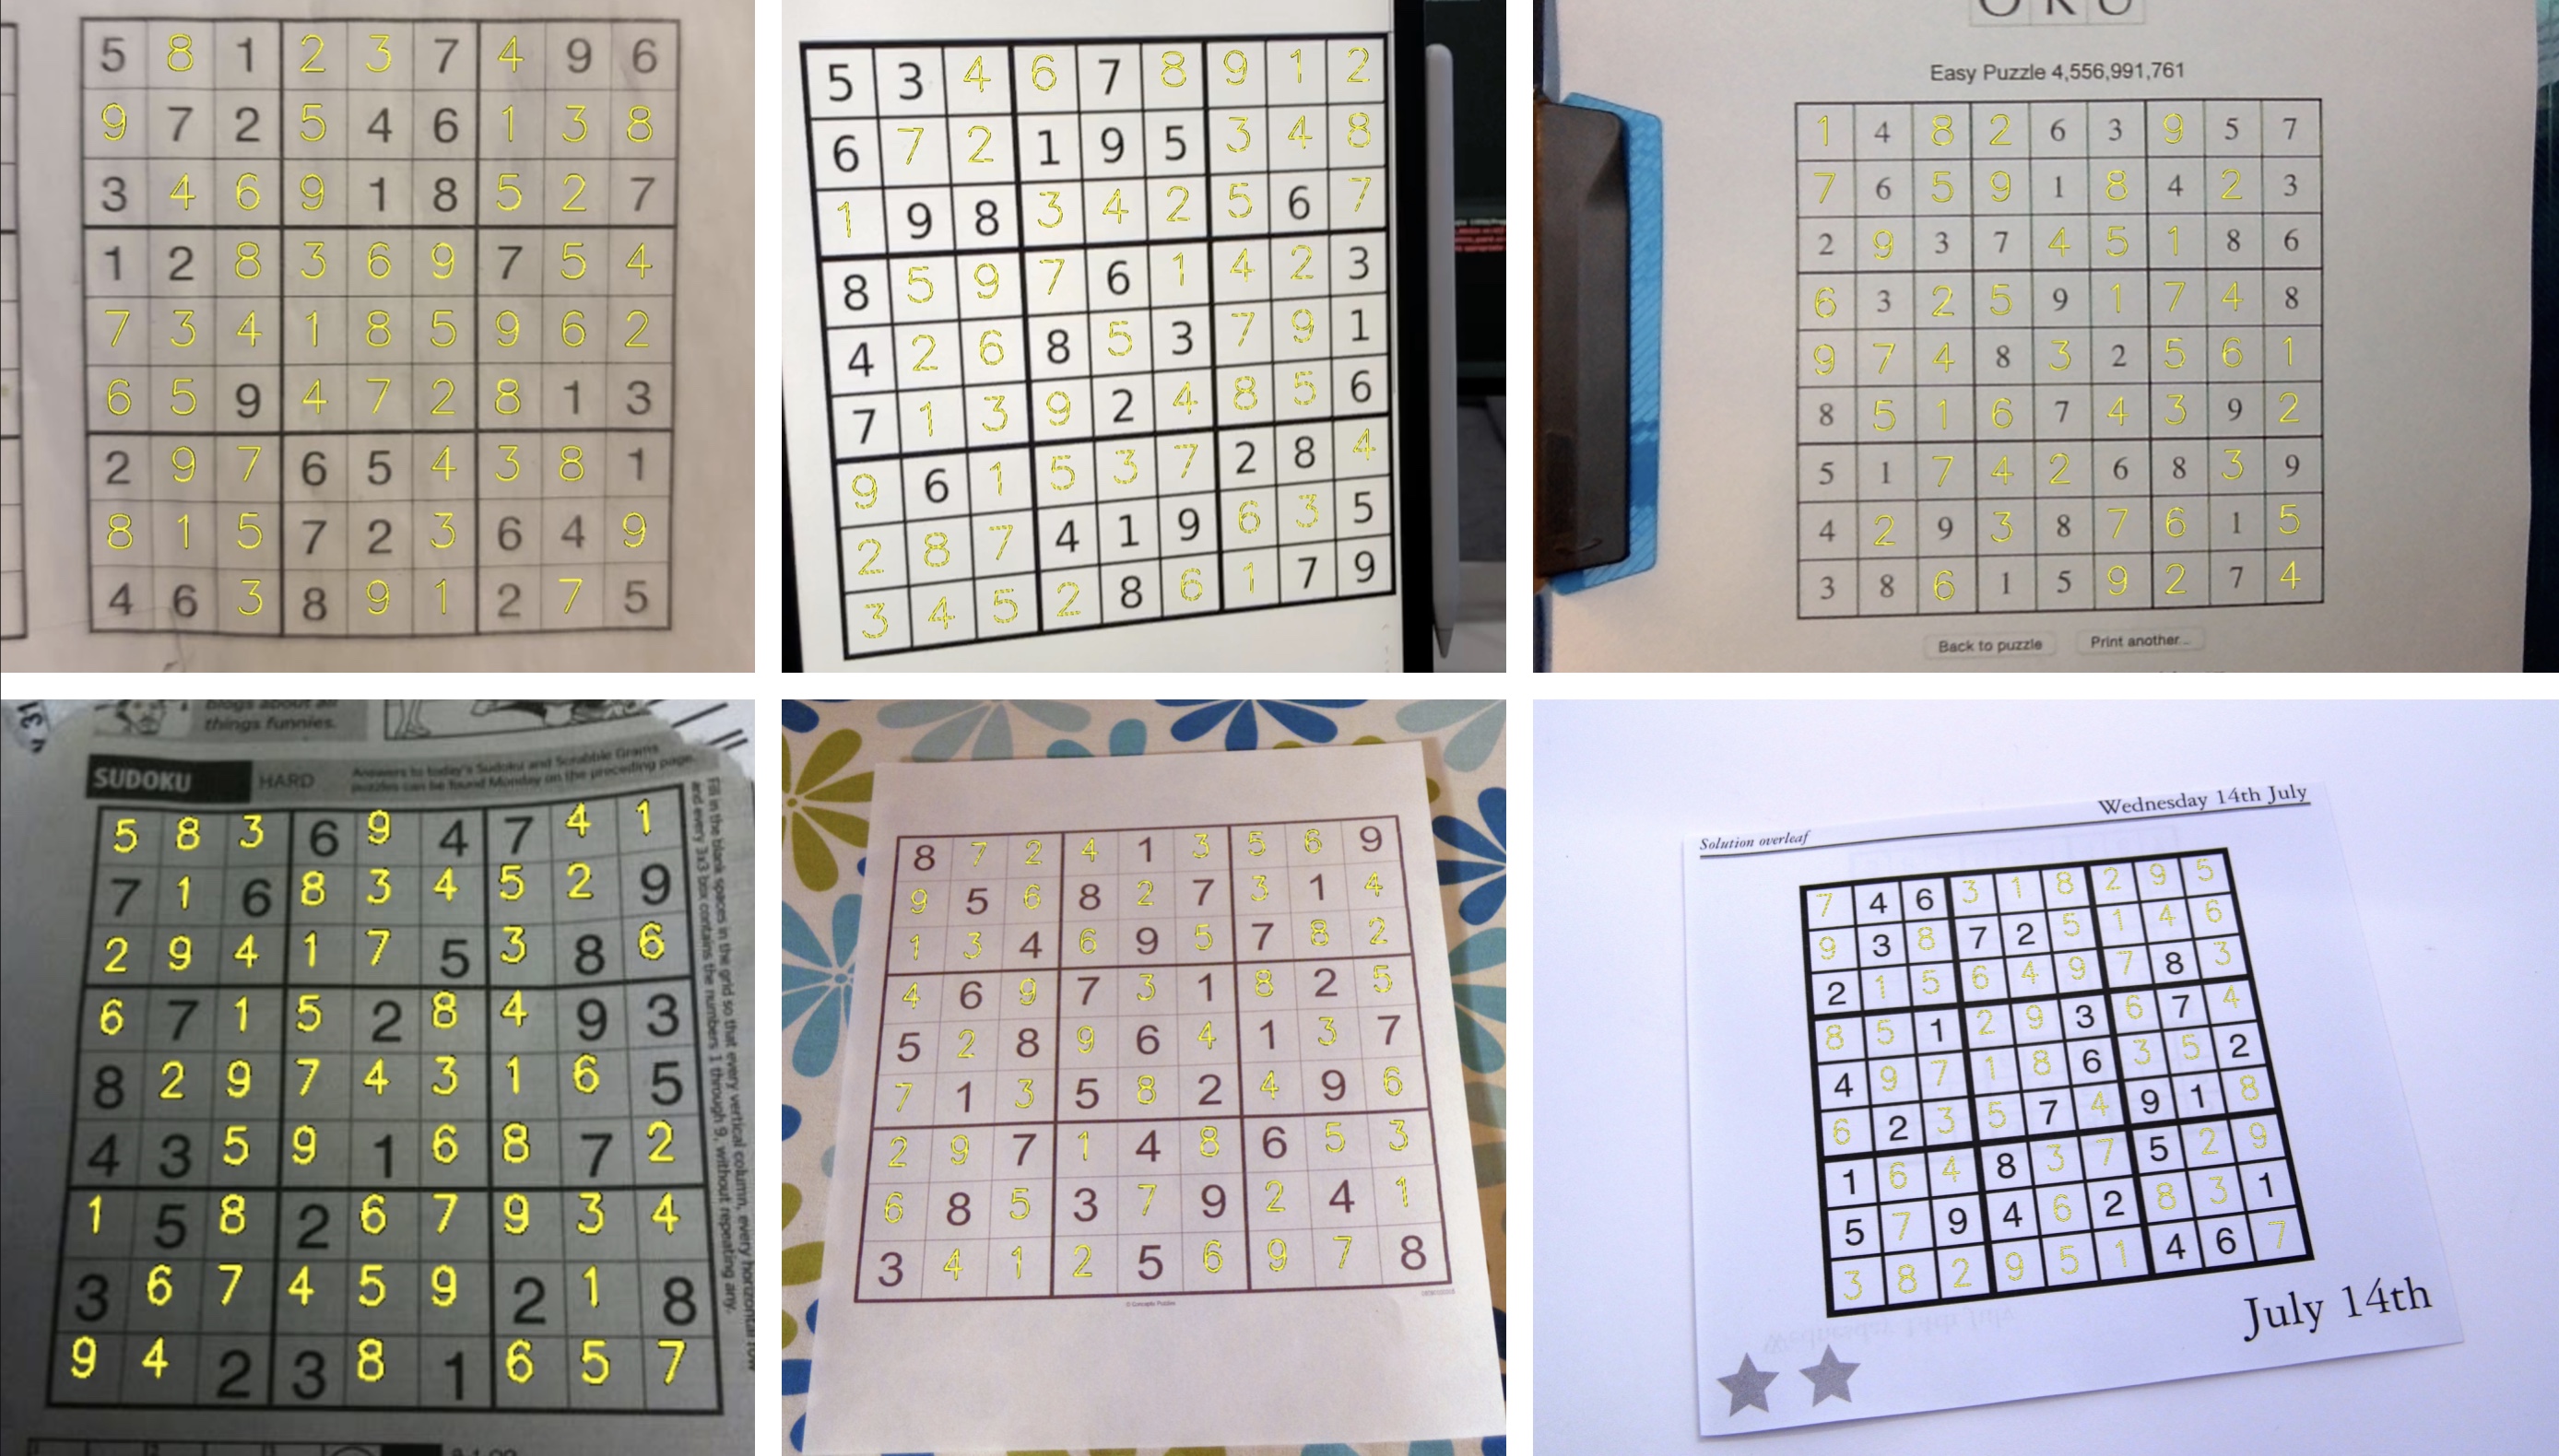 5 8 1 2 3 7 4 9 6
9 7 2 5 4 6 1 3 8
3 4 6 9 1 8 5 2 7
1 2 8 3 6 9 7 5 4
7 3 4 1 8 5 9 6 2
6 5 9 4 7 2 8 1 3
2 9 7 6 5 4 3 8 1
8 1 5 7 2 3 6 4 9
4 6 3 8 9 1 2 7 5
5 3 4 6 7 8 9 1 2
6 7 2 1 9 5 3 4 8
1 9 8 3 4 2 5 6 7
8 5 9 7 6 1 4 2 3
4 2 6 8 5 3 7 9 1
7 1 3 9 2 4 8 5 6
9 6 1 5 3 7 2 8 4
2 8 7 4 1 9 6 3 5
3 4 5 2 8 6 1 7 9
Easy Puzzle 4,556,991,761
1 4 8 2 6 3 9 5 7
7 6 5 9 1 8 4 2 3
2 9 3 7 4 5 1 8 6
6 3 2 5 9 1 7 4 8
9 7 4 8 3 2 5 6 1
8 5 1 6 7 4 3 9 2
5 1 7 4 2 6 8 3 9
4 2 9 3 8 7 6 1 5
3 8 6 1 5 9 2 7 4
Back to puzzle Print another...
blogs about all
things funnies.
SUDOKU HARD
Answers to today's Sudoku and Scrabble Grams
puzzles can be found Monday on the preceding page.
5 8 3 6 9 4 7 4 1
7 1 6 8 3 4 5 2 9
2 9 4 1 7 5 3 8 6
6 7 1 5 2 8 4 9 3
8 2 9 7 4 3 1 6 5
4 3 5 9 1 6 8 7 2
1 5 8 2 6 7 9 3 4
3 6 7 4 5 9 2 1 8
9 4 2 3 8 1 6 5 7
Fill in the blank spaces in the grid so that every vertical column, every horizontal row
and every 3x3 box contains the numbers 1 through 9, without repeating any.
8 7 2 4 1 3 5 6 9
9 5 6 8 2 7 3 1 4
1 3 4 6 9 5 7 8 2
4 6 9 7 3 1 8 2 5
5 2 8 9 6 4 1 3 7
7 1 3 5 8 2 4 9 6
2 9 7 1 4 8 6 5 3
6 8 5 3 7 9 2 4 1
3 4 1 2 5 6 9 7 8
Wednesday 14th July
Solution overleaf
7 4 6 3 1 8 2 9 5
9 3 8 7 2 5 1 4 6
2 1 5 6 4 9 7 8 3
8 5 1 2 9 3 6 7 4
4 9 7 1 8 6 3 5 2
6 2 3 5 7 4 9 1 8
1 6 4 8 3 7 5 2 9
5 7 9 4 6 2 8 3 1
3 8 2 9 5 1 4 6 7
July 14th